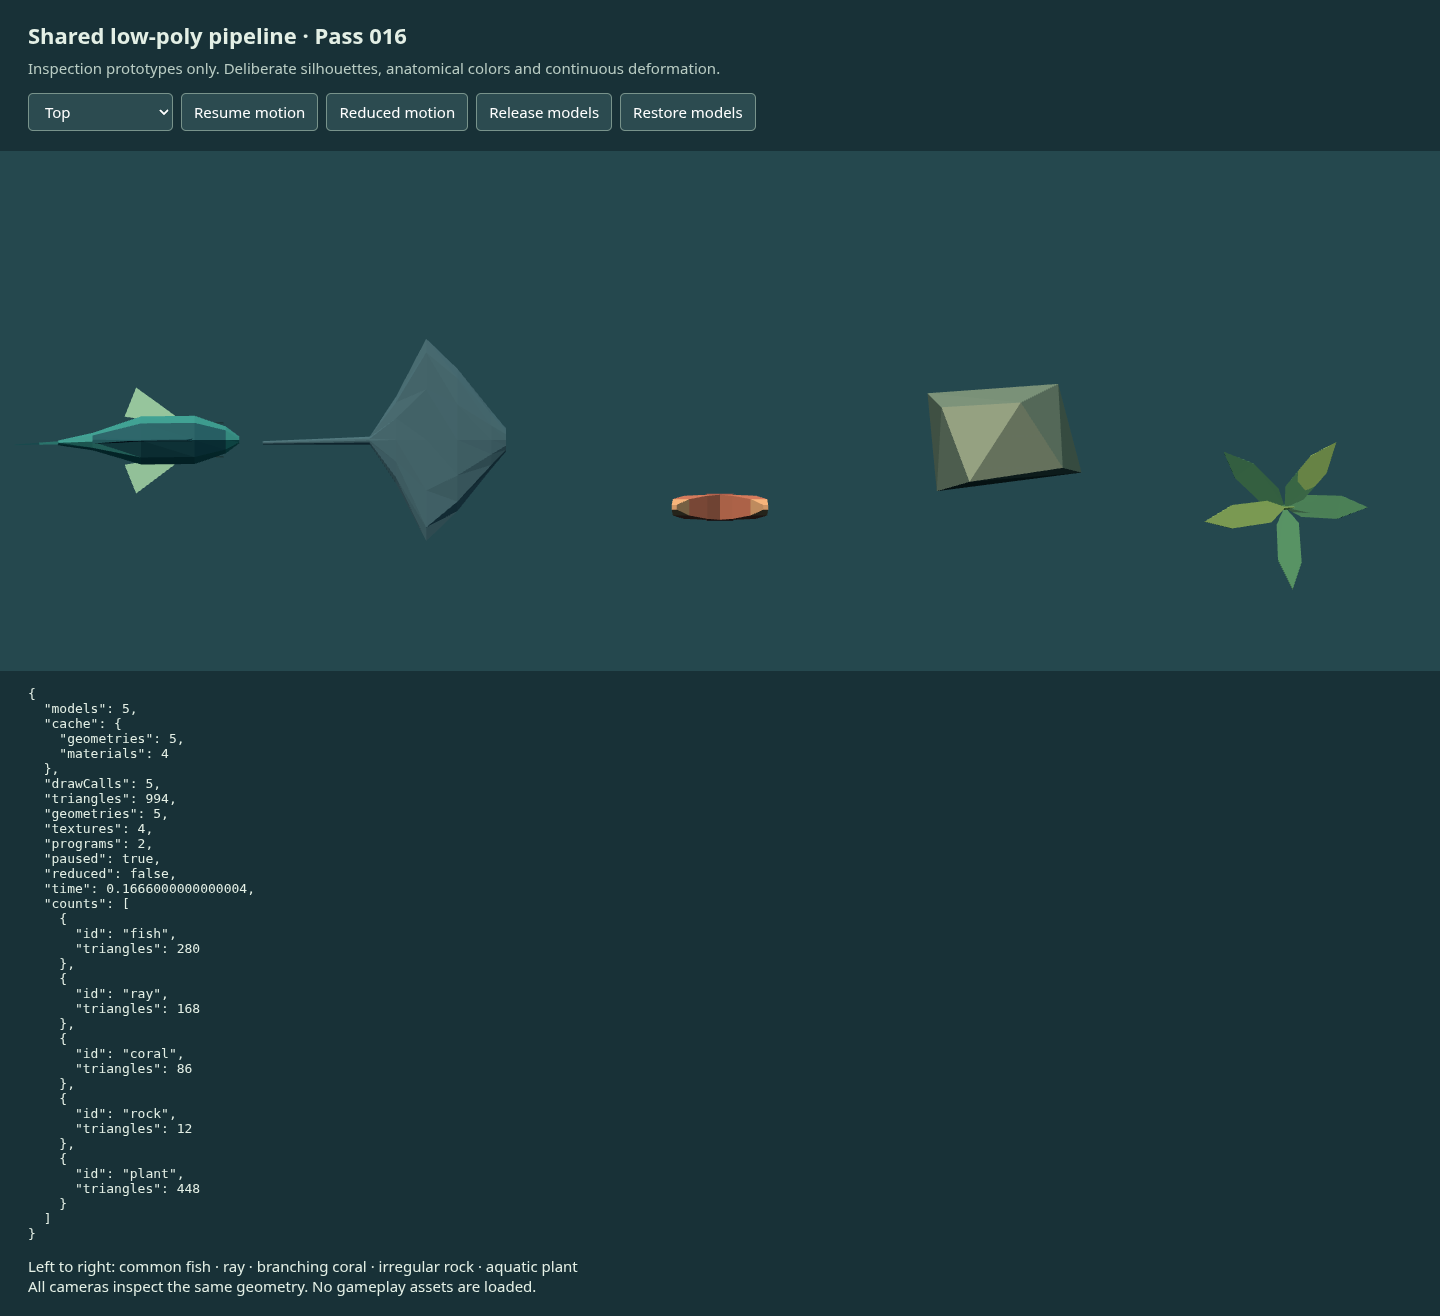 Shared low-poly pipeline · Pass 016
Inspection prototypes only. Deliberate silhouettes, anatomical colors and continuous deformation.
Top
Resume motion
Reduced motion
Release models
Restore models
{
  "models": 5,
  "cache": {
    "geometries": 5,
    "materials": 4
  },
  "drawCalls": 5,
  "triangles": 994,
  "geometries": 5,
  "textures": 4,
  "programs": 2,
  "paused": true,
  "reduced": false,
  "time": 0.1666000000000004,
  "counts": [
    {
      "id": "fish",
      "triangles": 280
    },
    {
      "id": "ray",
      "triangles": 168
    },
    {
      "id": "coral",
      "triangles": 86
    },
    {
      "id": "rock",
      "triangles": 12
    },
    {
      "id": "plant",
      "triangles": 448
    }
  ]
}
Left to right: common fish · ray · branching coral · irregular rock · aquatic plant
All cameras inspect the same geometry. No gameplay assets are loaded.